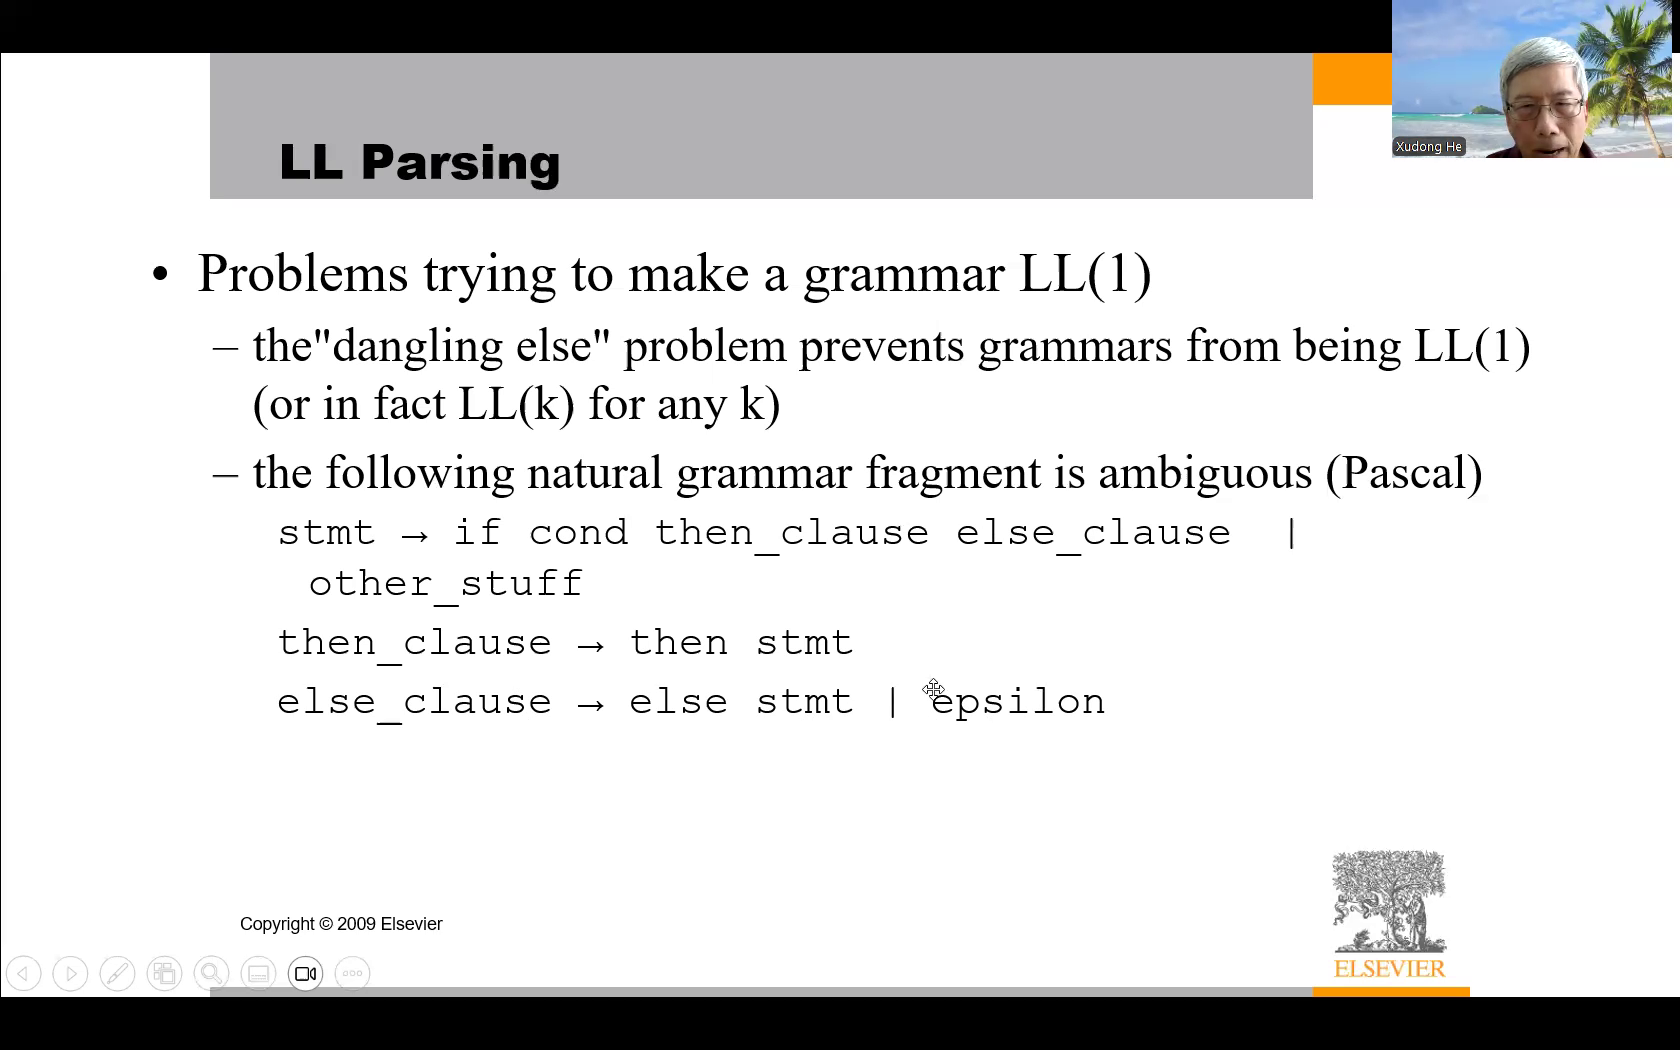 Xudong He
LL Parsing
• Problems trying to make a grammar LL(1)
– the"dangling else" problem prevents grammars from being LL(1)
(or in fact LL(k) for any k)
– the following natural grammar fragment is ambiguous (Pascal)
stmt → if cond then_clause else_clause |
other_stuff
then_clause → then stmt
else_clause → else stmt | epsilon
Copyright © 2009 Elsevier
ELSEVIER